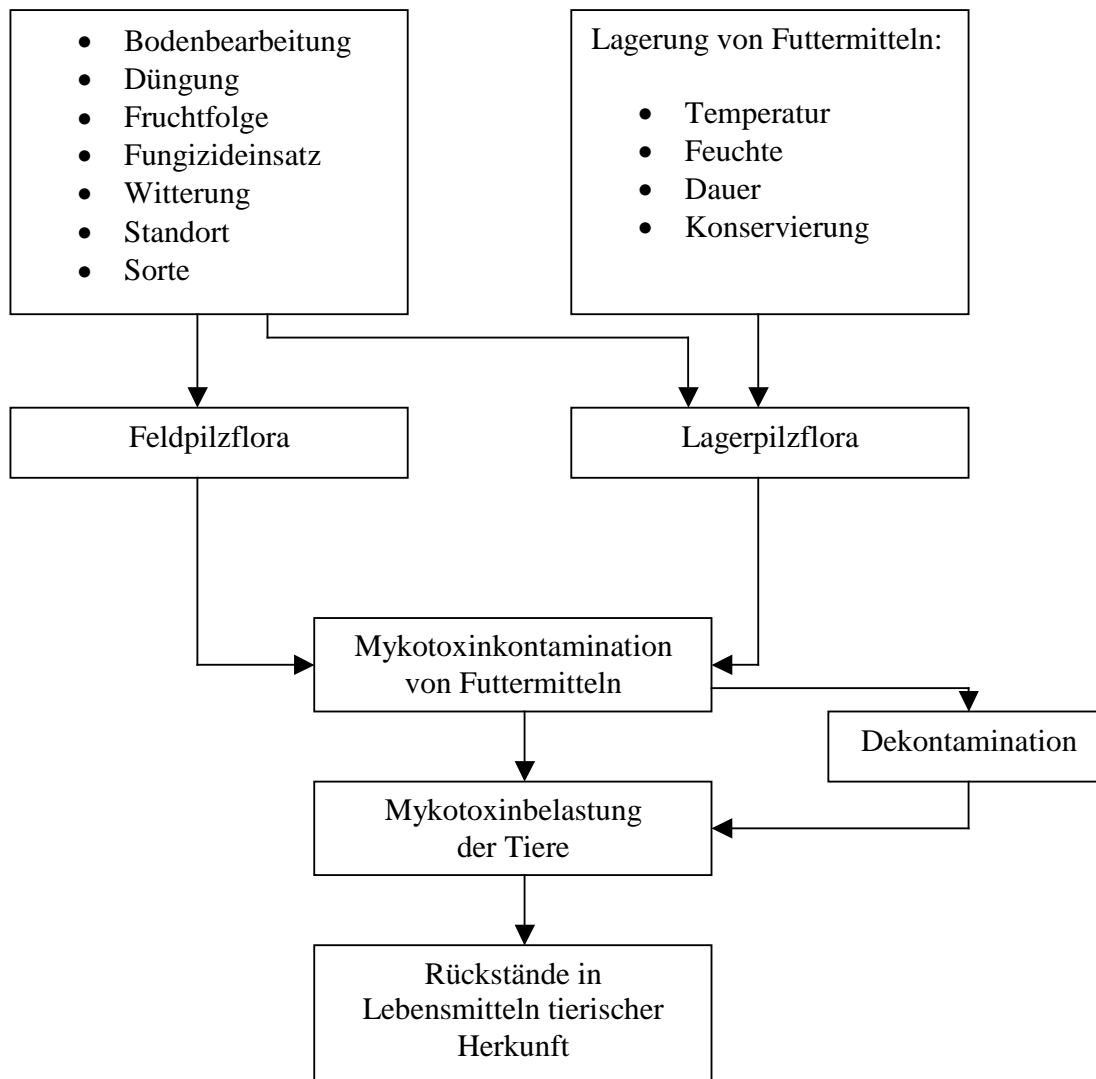 • Bodenbearbeitung
• Düngung
• Fruchtfolge
• Fungizideinsatz
• Witterung
• Standort
• Sorte
Lagerung von Futtermitteln:
• Temperatur
• Feuchte
• Dauer
• Konservierung
Feldpilzflora
Lagerpilzflora
Mykotoxinkontamination
von Futtermitteln
Dekontamination
Mykotoxinbelastung
der Tiere
Rückstände in
Lebensmitteln tierischer
Herkunft